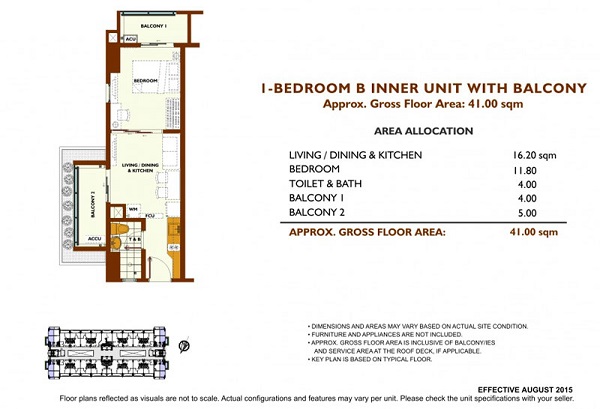 BALCONY 1
ACU
BEDROOM
LIVING / DINING
& KITCHEN
BALCONY 2
WM
FCU
T & B
ACCU
1-BEDROOM B INNER UNIT WITH BALCONY
Approx. Gross Floor Area: 41.00 sqm
AREA ALLOCATION
LIVING / DINING & KITCHEN 16.20 sqm
BEDROOM 11.80
TOILET & BATH 4.00
BALCONY 1 4.00
BALCONY 2 5.00
APPROX. GROSS FLOOR AREA: 41.00 sqm
• DIMENSIONS AND AREAS MAY VARY BASED ON ACTUAL SITE CONDITION.
• FURNITURE AND APPLIANCES ARE NOT INCLUDED.
• APPROX. GROSS FLOOR AREA IS INCLUSIVE OF BALCONY/IES
AND SERVICE AREA AT THE ROOF DECK, IF APPLICABLE.
• KEY PLAN IS BASED ON TYPICAL FLOOR.
EFFECTIVE AUGUST 2015
Floor plans reflected as visuals are not to scale. Actual configurations and features may vary per unit. Please check the unit specifications with your seller.